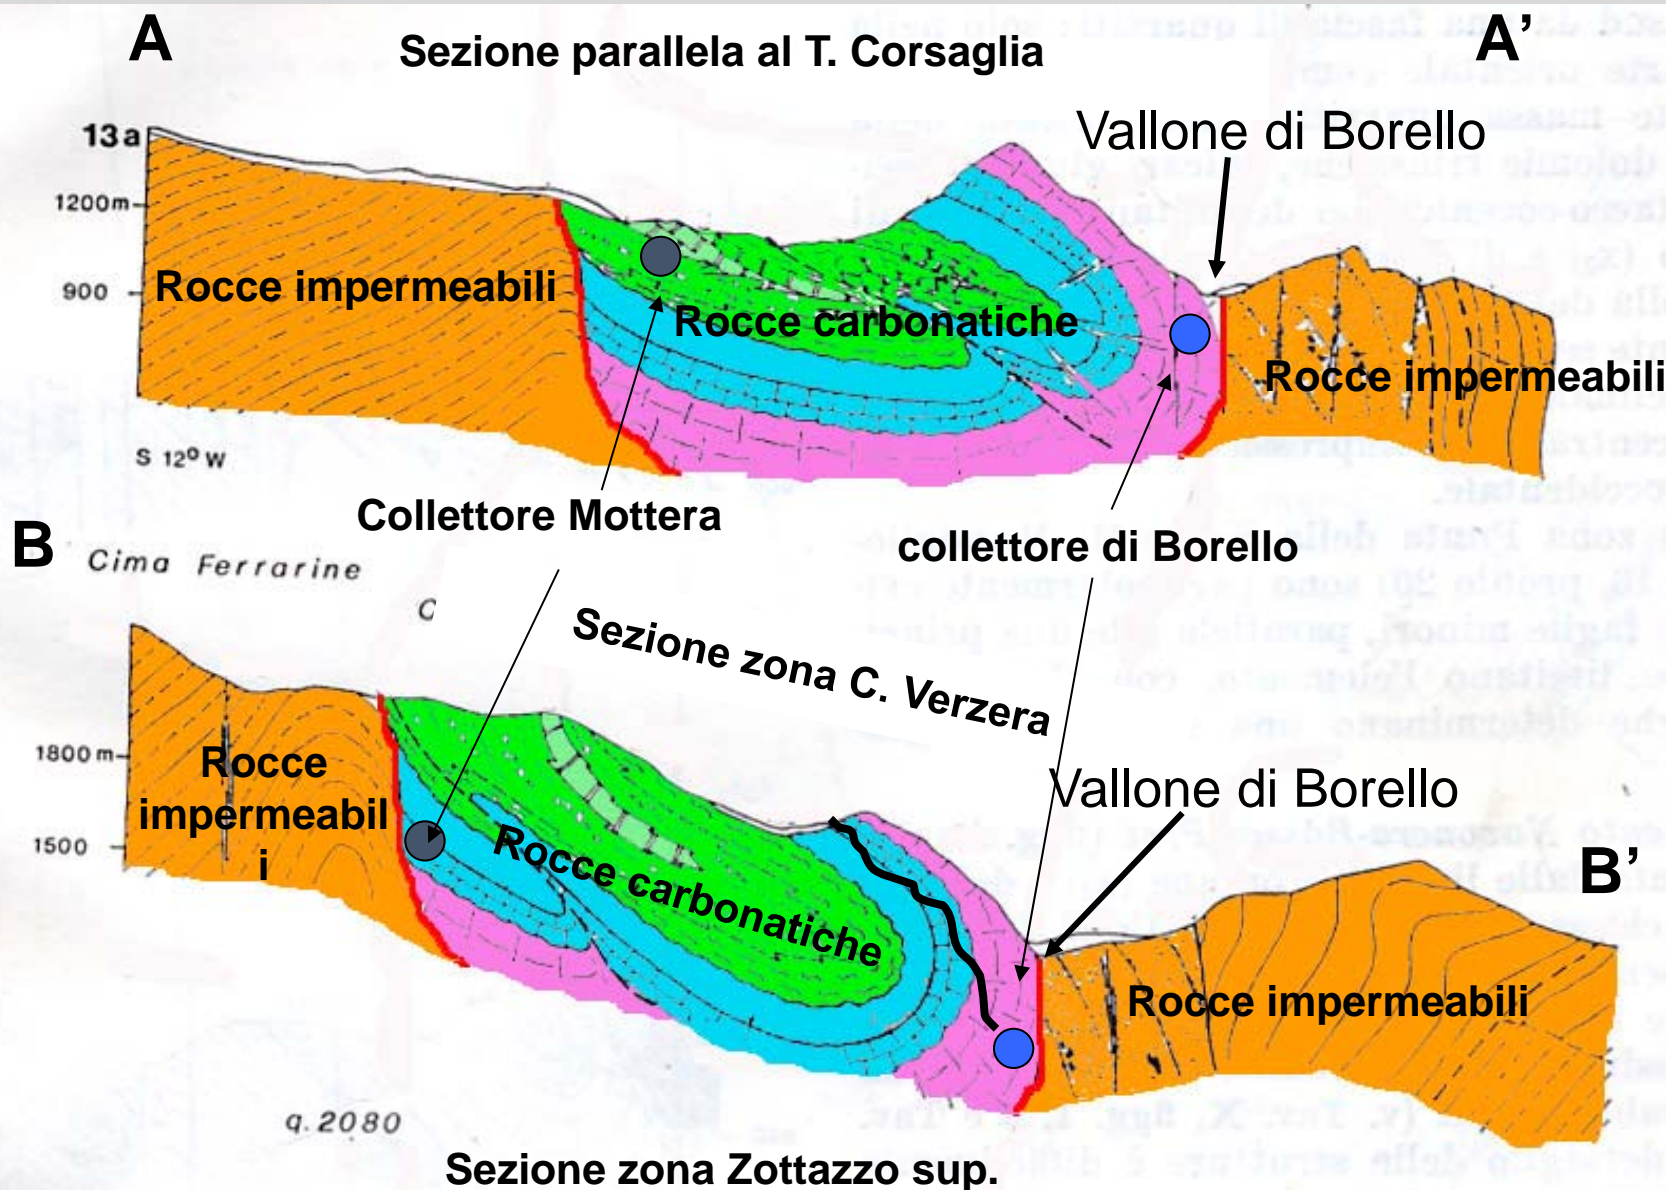 A
Sezione parallela al T. Corsaglia
A’
13a
Vallone di Borello
1200m
900
Rocce impermeabili
Rocce carbonatiche
Rocce impermeabili
S 12º W
Collettore Mottera
collettore di Borello
B
Cima Ferrarine
C
Sezione zona C. Verzera
1800 m
Rocce
impermeabil
i
Vallone di Borello
1500
Rocce carbonatiche
B’
Rocce impermeabili
q.2080
Sezione zona Zottazzo sup.